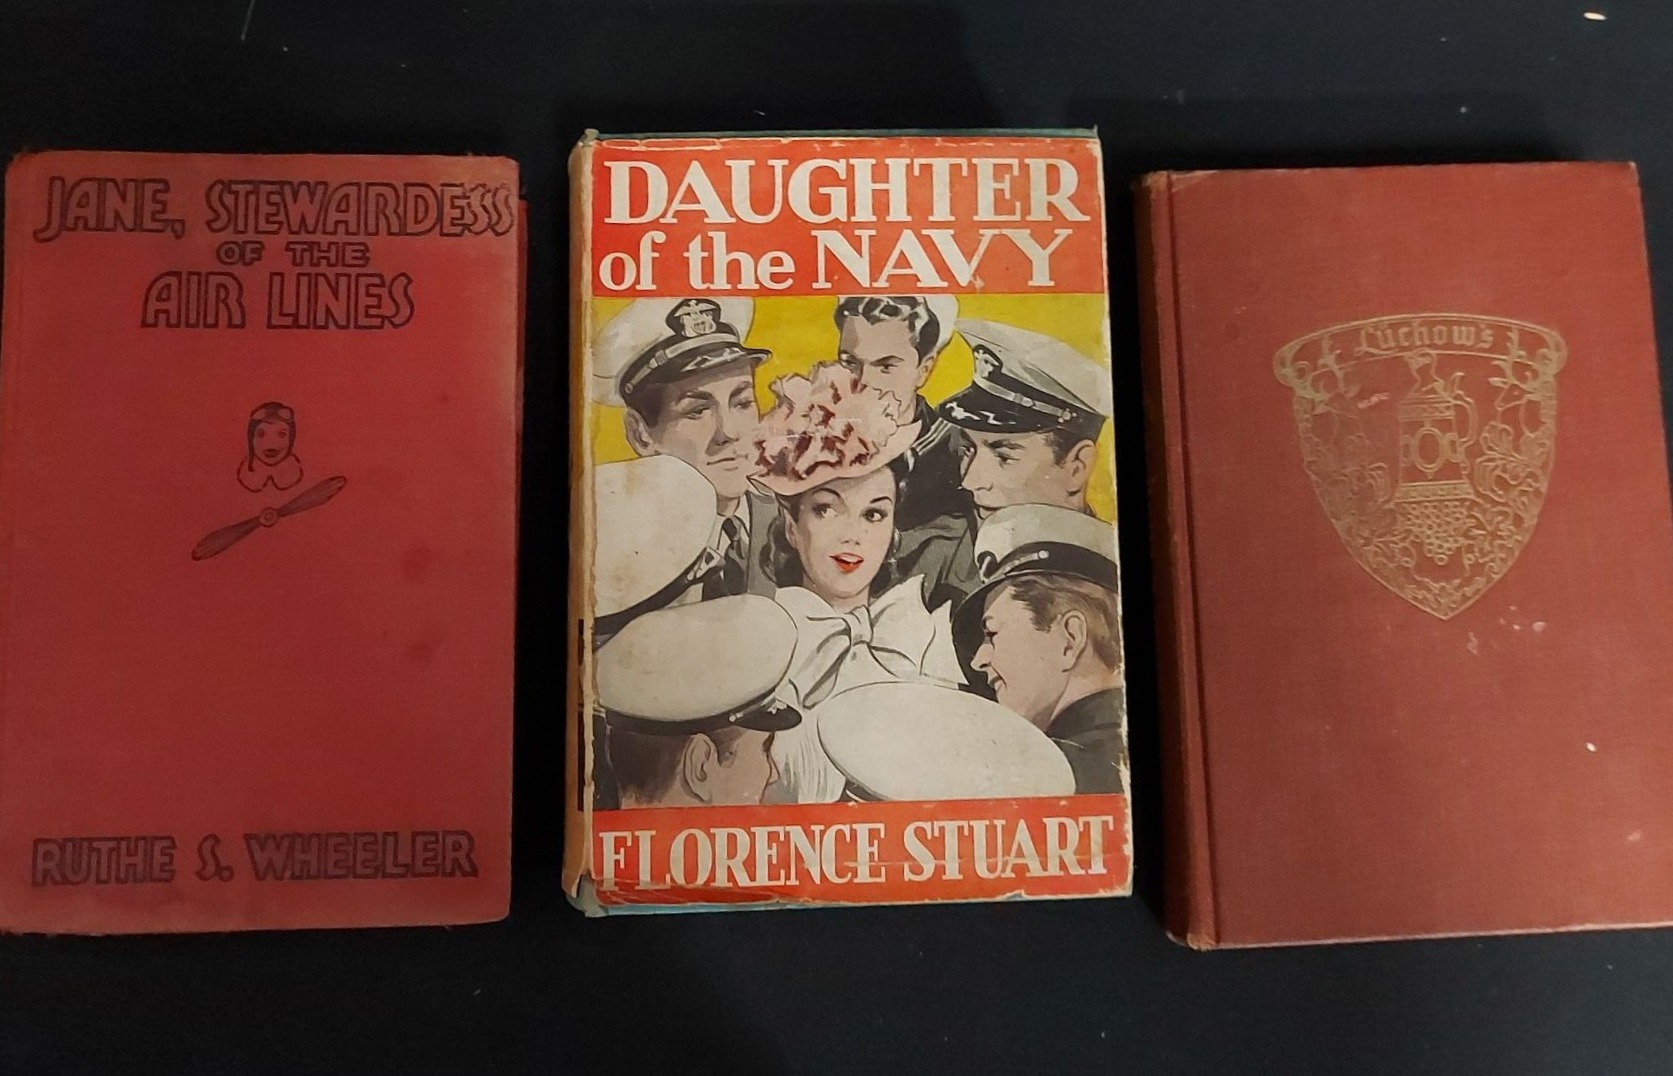 JANE, STEWARDESS
OF THE
AIR LINES
RUTHE S. WHEELER
DAUGHTER
of the NAVY
FLORENCE STUART
Lüchow's